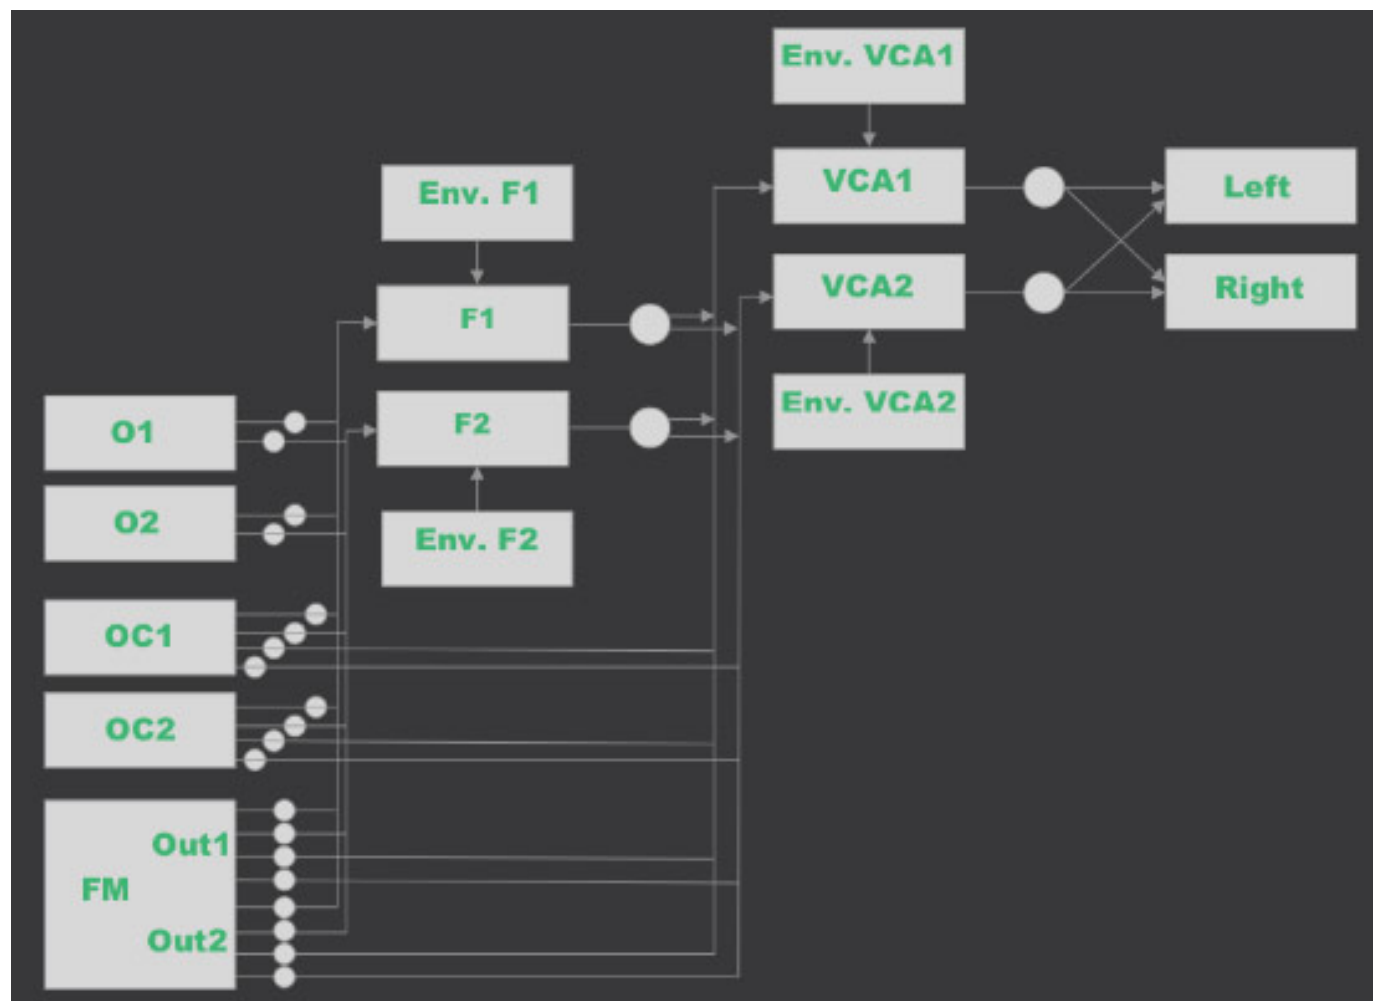 Env. VCA1
VCA1
Left
Env. F1
F1
VCA2
Right
Env. VCA2
O1
F2
O2
Env. F2
OC1
OC2
Out1
FM
Out2